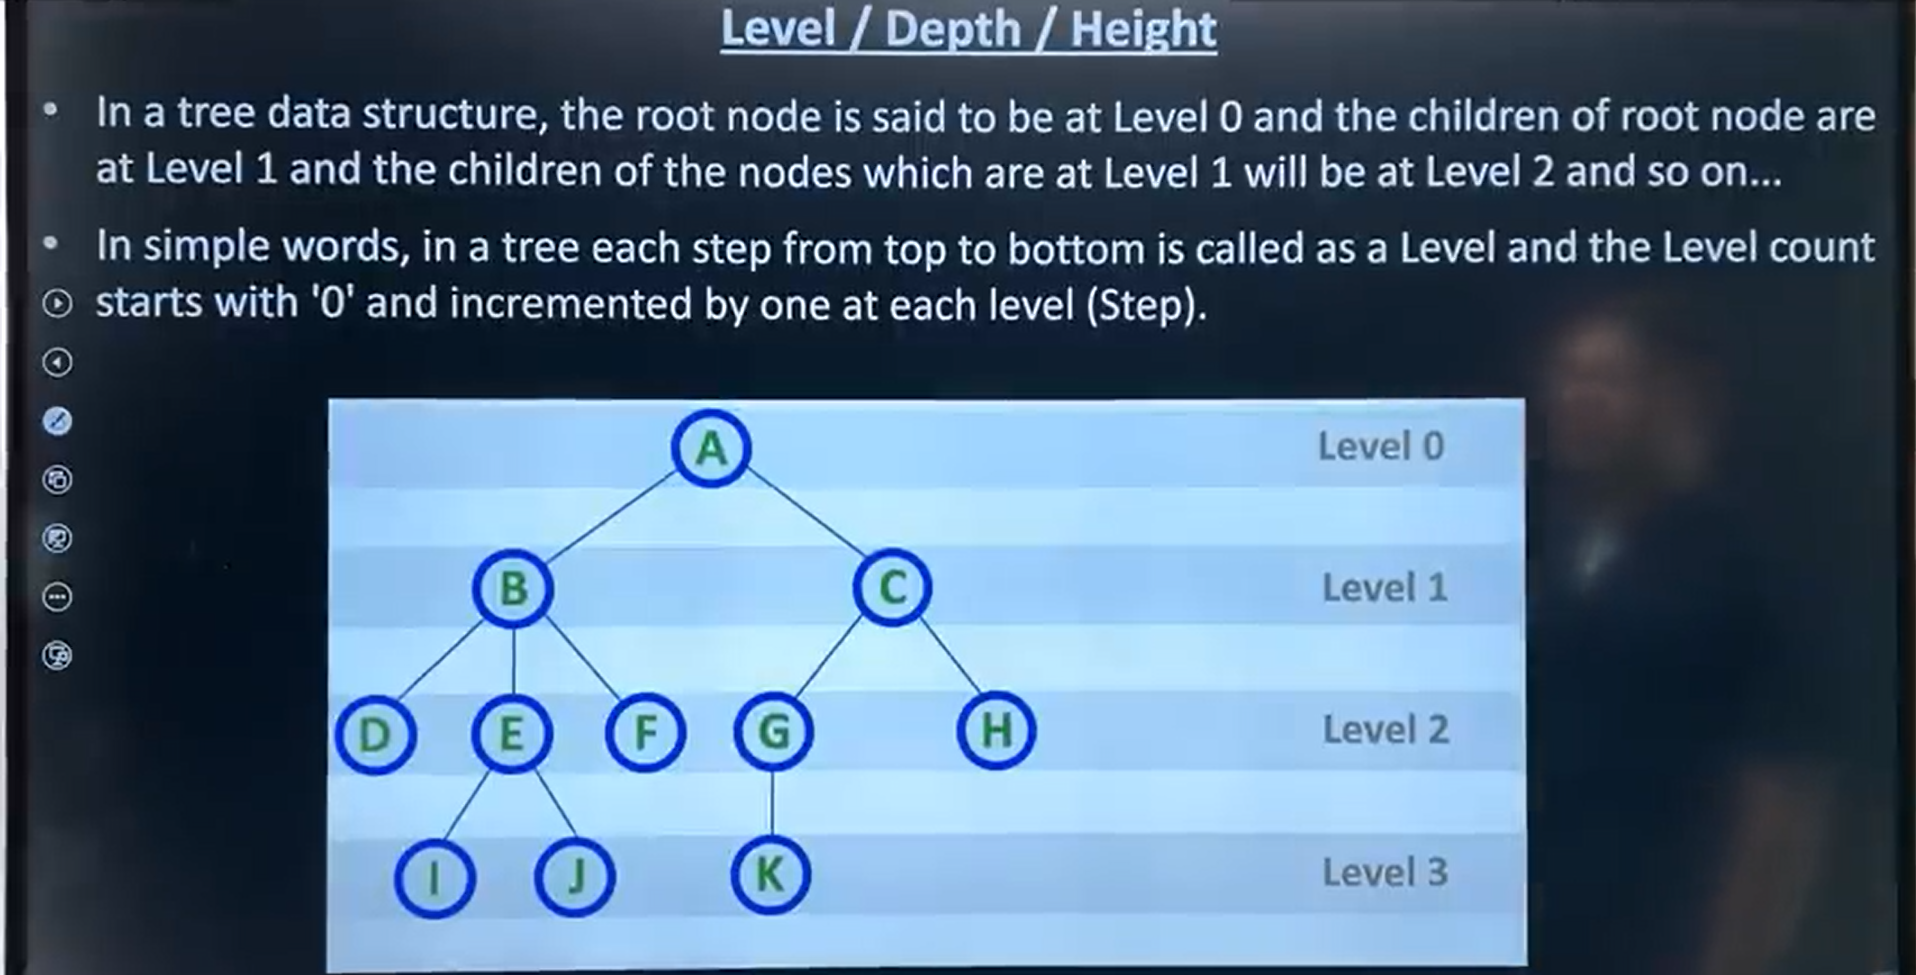 Level / Depth / Height
• In a tree data structure, the root node is said to be at Level 0 and the children of root node are
at Level 1 and the children of the nodes which are at Level 1 will be at Level 2 and so on...
• In simple words, in a tree each step from top to bottom is called as a Level and the Level count
starts with '0' and incremented by one at each level (Step).
A Level 0
B C Level 1
D E F G H Level 2
I J K Level 3